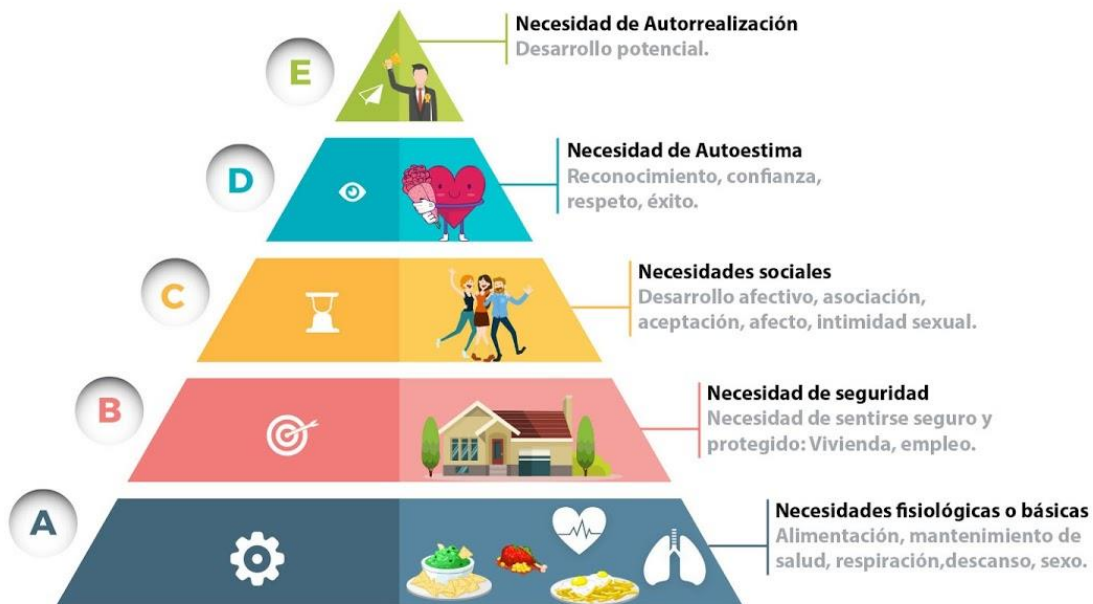 E
Necesidad de Autorrealización
Desarrollo potencial.
D
Necesidad de Autoestima
Reconocimiento, confianza,
respeto, éxito.
C
Necesidades sociales
Desarrollo afectivo, asociación,
aceptación, afecto, intimidad sexual.
B
Necesidad de seguridad
Necesidad de sentirse seguro y
protegido: Vivienda, empleo.
A
Necesidades fisiológicas o básicas
Alimentación, mantenimiento de
salud, respiración,descanso, sexo.